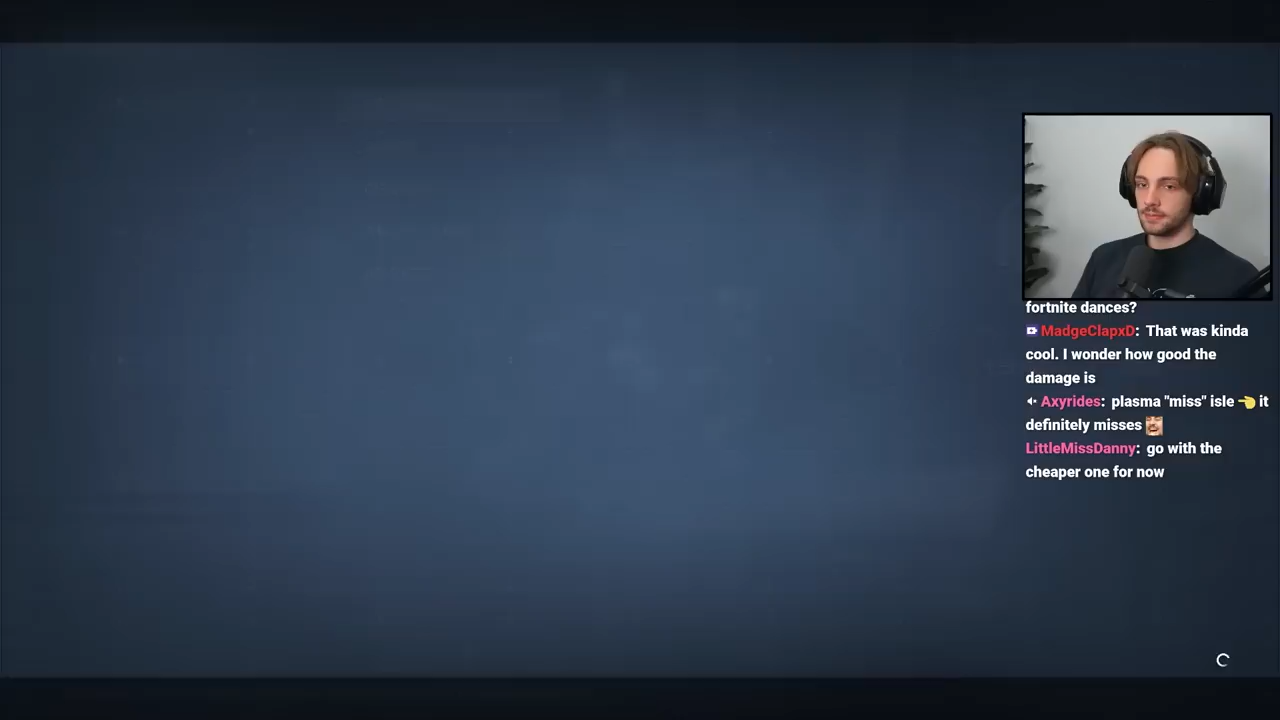 fortnite dances?
MadgeClapxD: That was kinda
cool. I wonder how good the
damage is
Axyrides: plasma "miss" isle 👈 it
definitely misses
LittleMissDanny: go with the
cheaper one for now